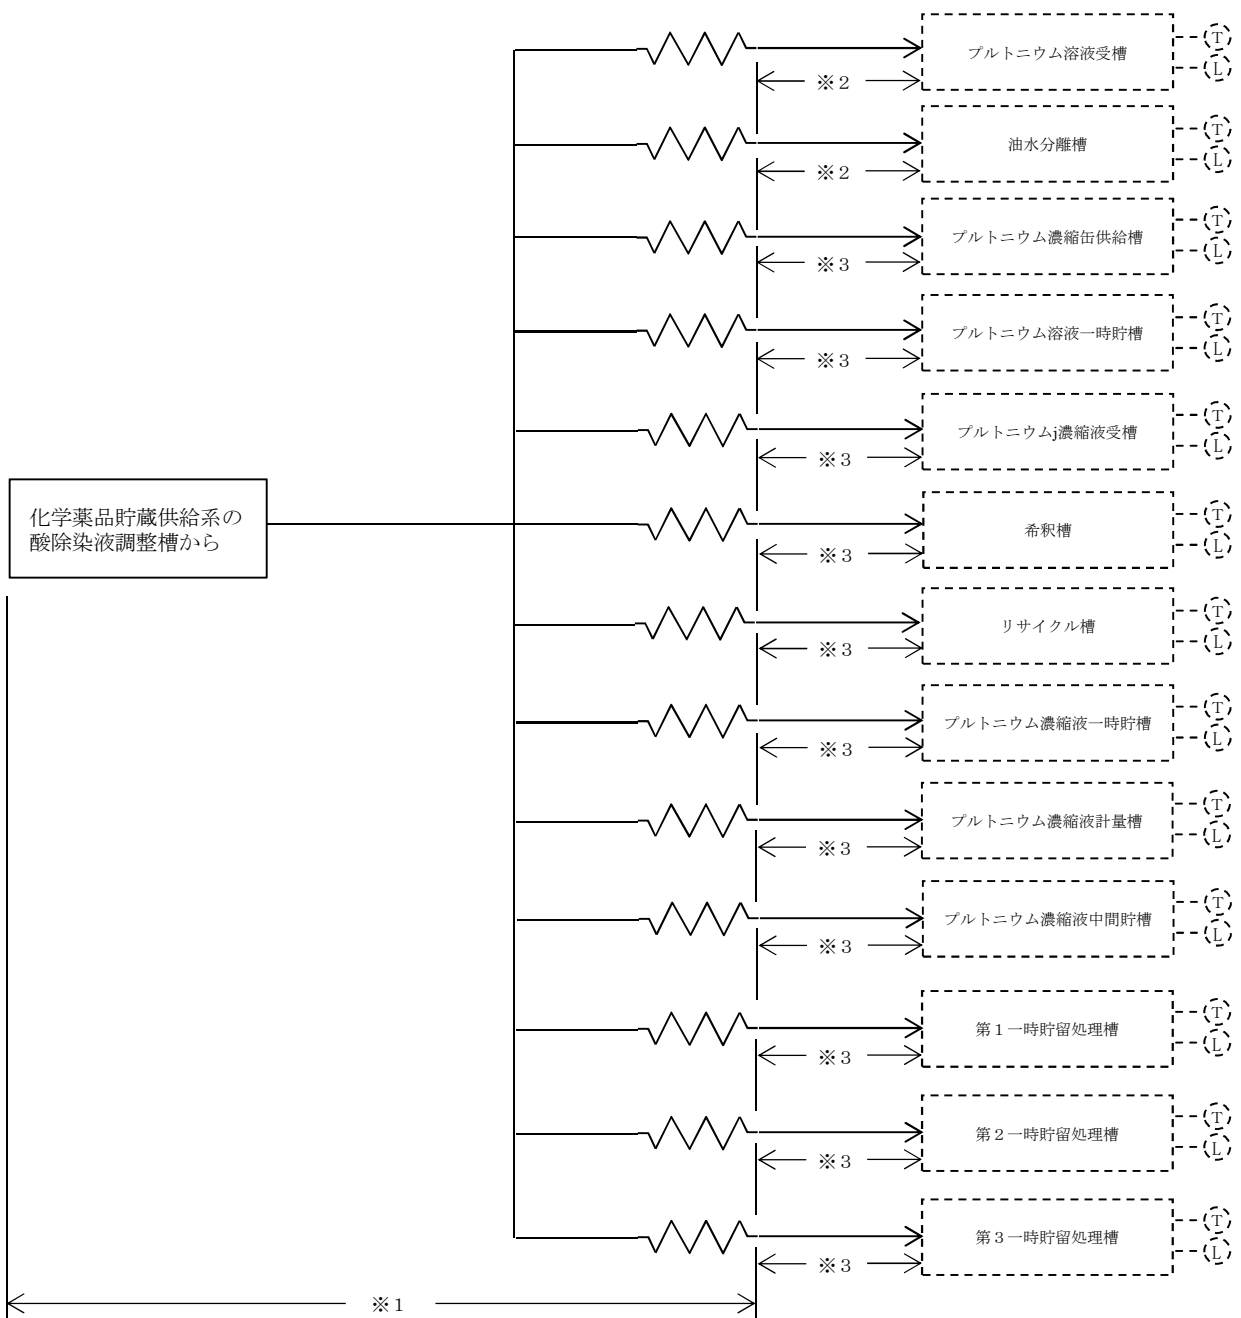 プルトニウム溶液受槽
T
L
※2
油水分離槽
T
L
※2
プルトニウム濃縮缶供給槽
T
L
※3
プルトニウム溶液一時貯槽
T
L
※3
プルトニウムj濃縮液受槽
T
L
※3
化学薬品貯蔵供給系の
酸除染液調整槽から
希釈槽
T
L
※3
リサイクル槽
T
L
※3
プルトニウム濃縮液一時貯槽
T
L
※3
プルトニウム濃縮液計量槽
T
L
※3
プルトニウム濃縮液中間貯槽
T
L
※3
第1一時貯留処理槽
T
L
※3
第2一時貯留処理槽
T
L
※3
第3一時貯留処理槽
T
L
※3
※1